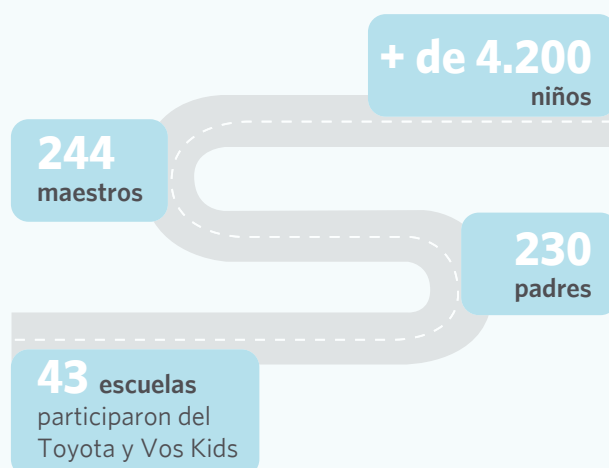 + de 4.200
niños
244
maestros
230
padres
43 escuelas
participaron del
Toyota y Vos Kids